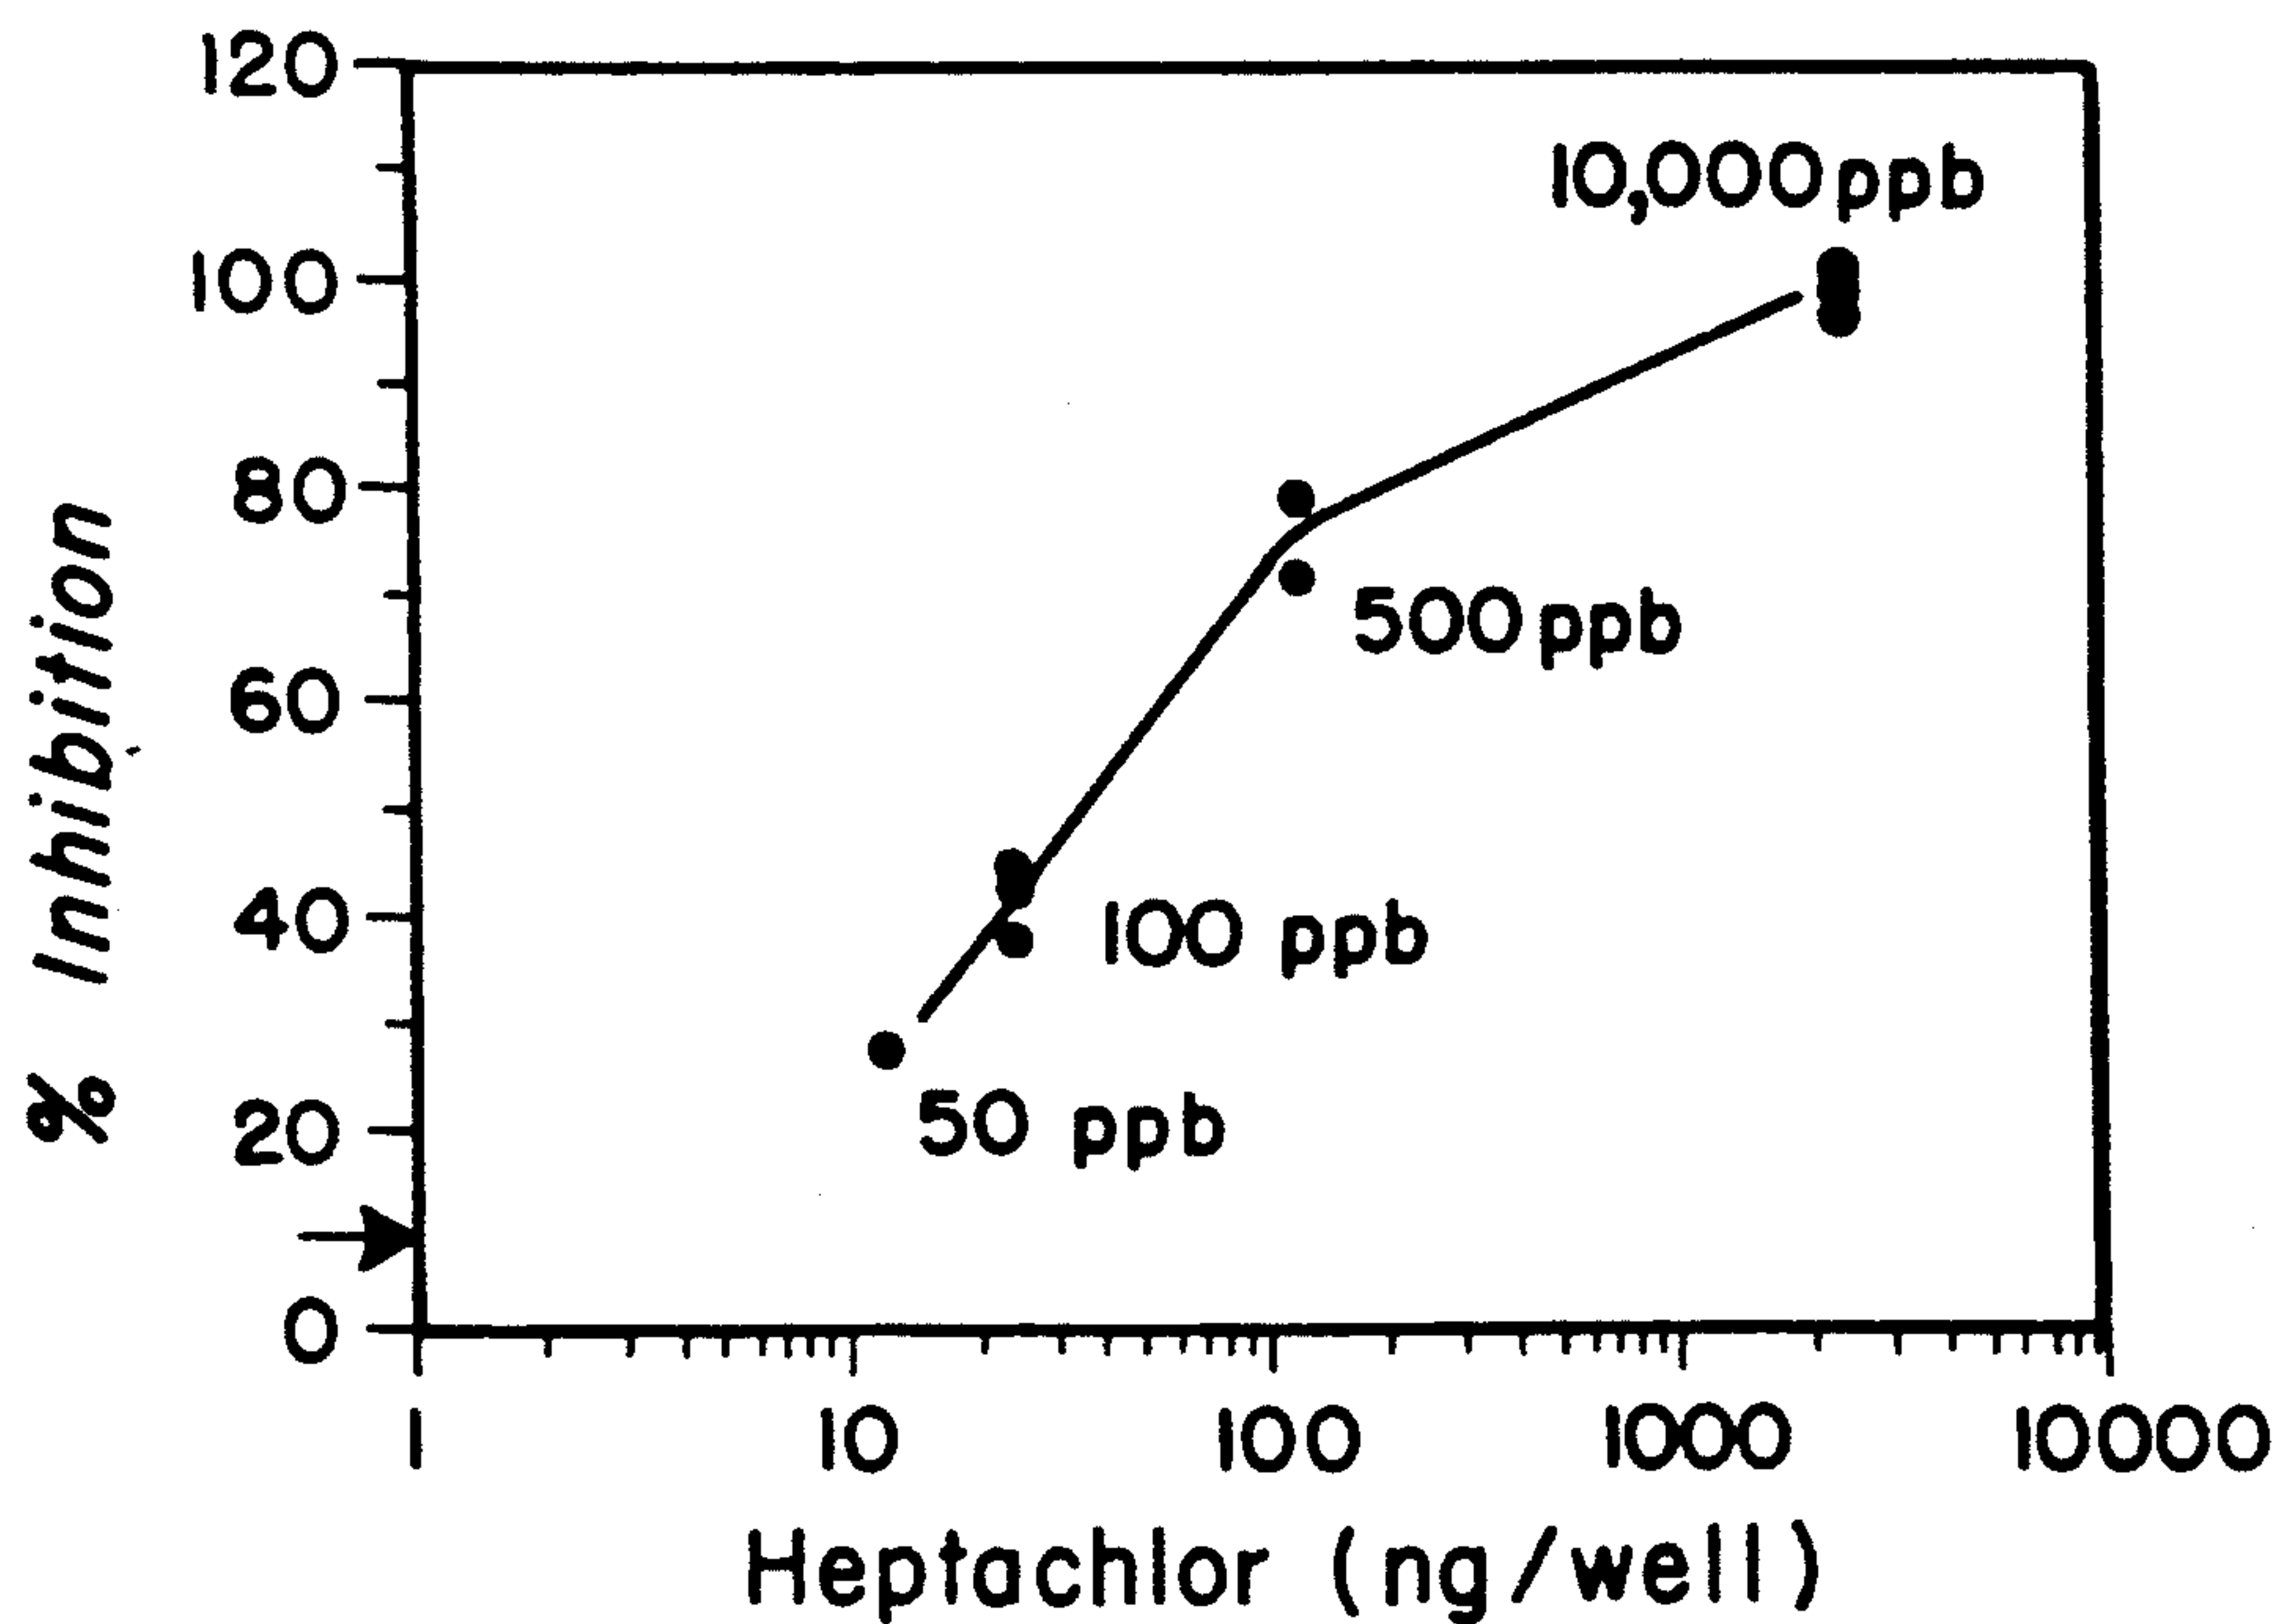 120
100
80
60
40
20
0
% Inhibition
10,000 ppb
500 ppb
100 ppb
50 ppb
1 10 100 1000 10000
Heptachlor (ng/well)